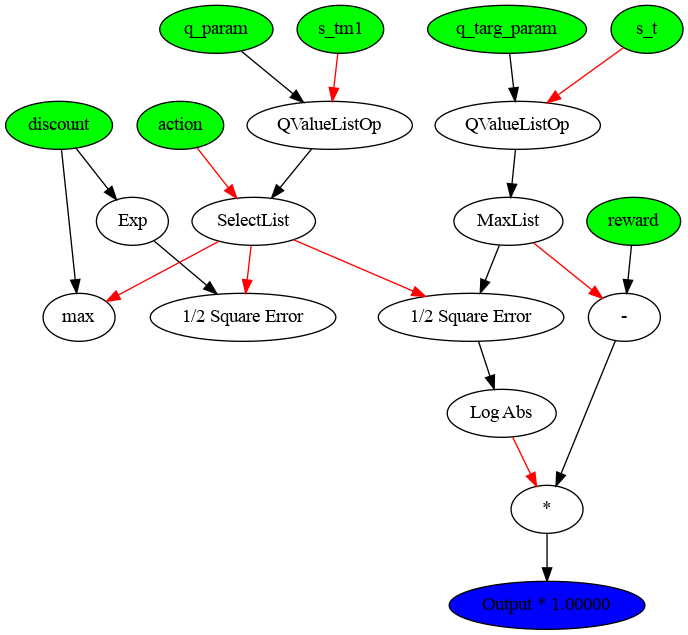 q_param
s_tm1
q_targ_param
s_t
discount
action
QValueListOp
QValueListOp
Exp
SelectList
MaxList
reward
max
1/2 Square Error
1/2 Square Error
-
Log Abs
*
Output * 1.00000